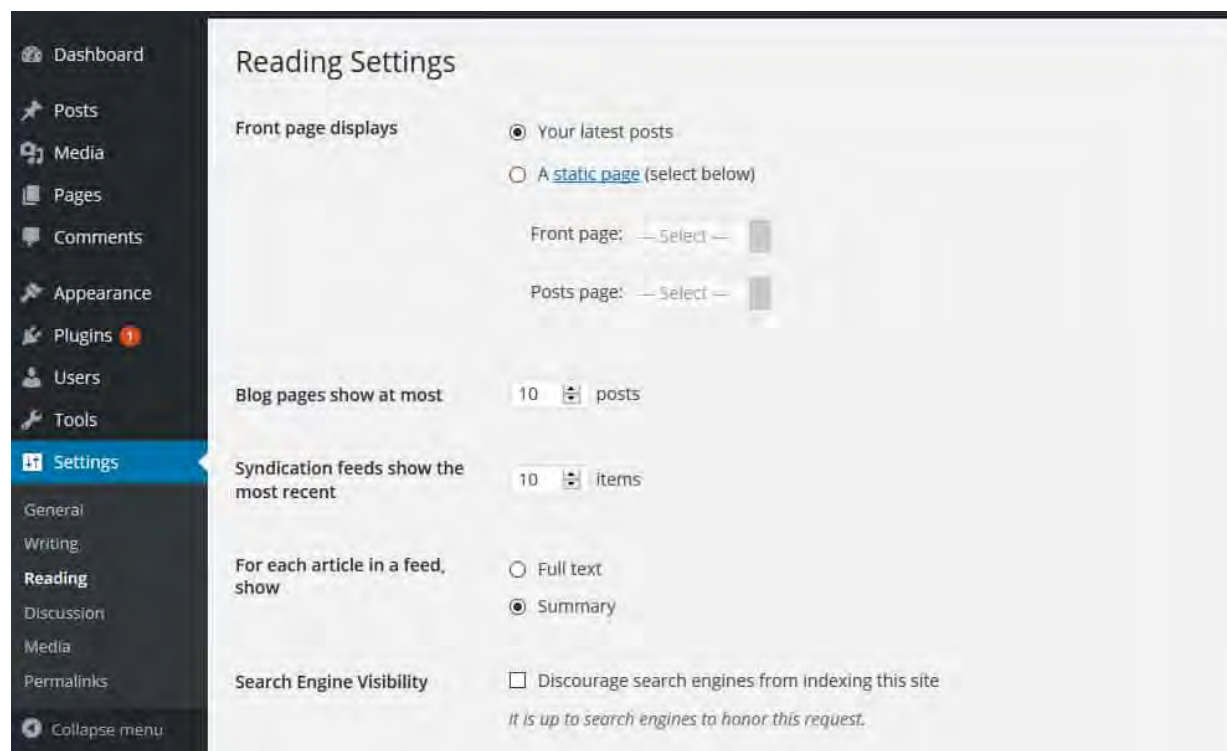 Dashboard
Posts
Media
Pages
Comments
Appearance
Plugins 1
Users
Tools
Settings
General
Writing
Reading
Discussion
Media
Permalinks
Collapse menu
Reading Settings
Front page displays
Your latest posts
A static page (select below)
Front page: — Select —
Posts page: — Select —
Blog pages show at most
10 posts
Syndication feeds show the
most recent
10 items
For each article in a feed,
show
Full text
Summary
Search Engine Visibility
Discourage search engines from indexing this site
It is up to search engines to honor this request.